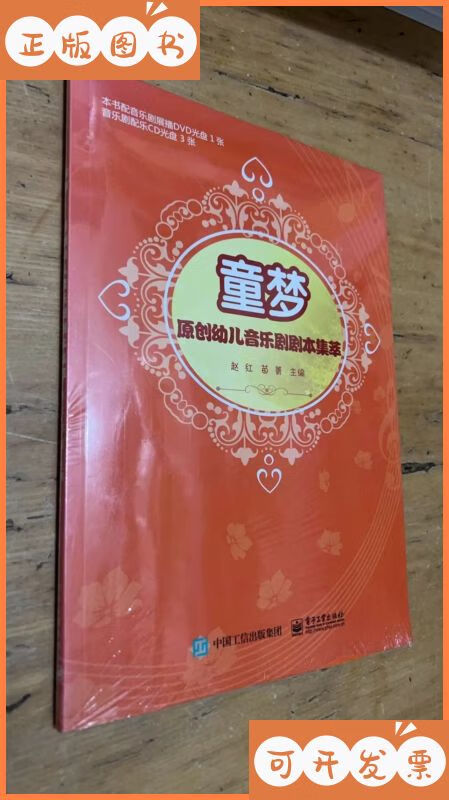 正版图书
本书配音乐剧展播DVD光盘 1 张
音乐剧配乐CD光盘 3 张
童梦
原创幼儿音乐剧剧本集萃
赵红 苗菁 主编
中国工信出版集团
电子工业出版社
可开发票